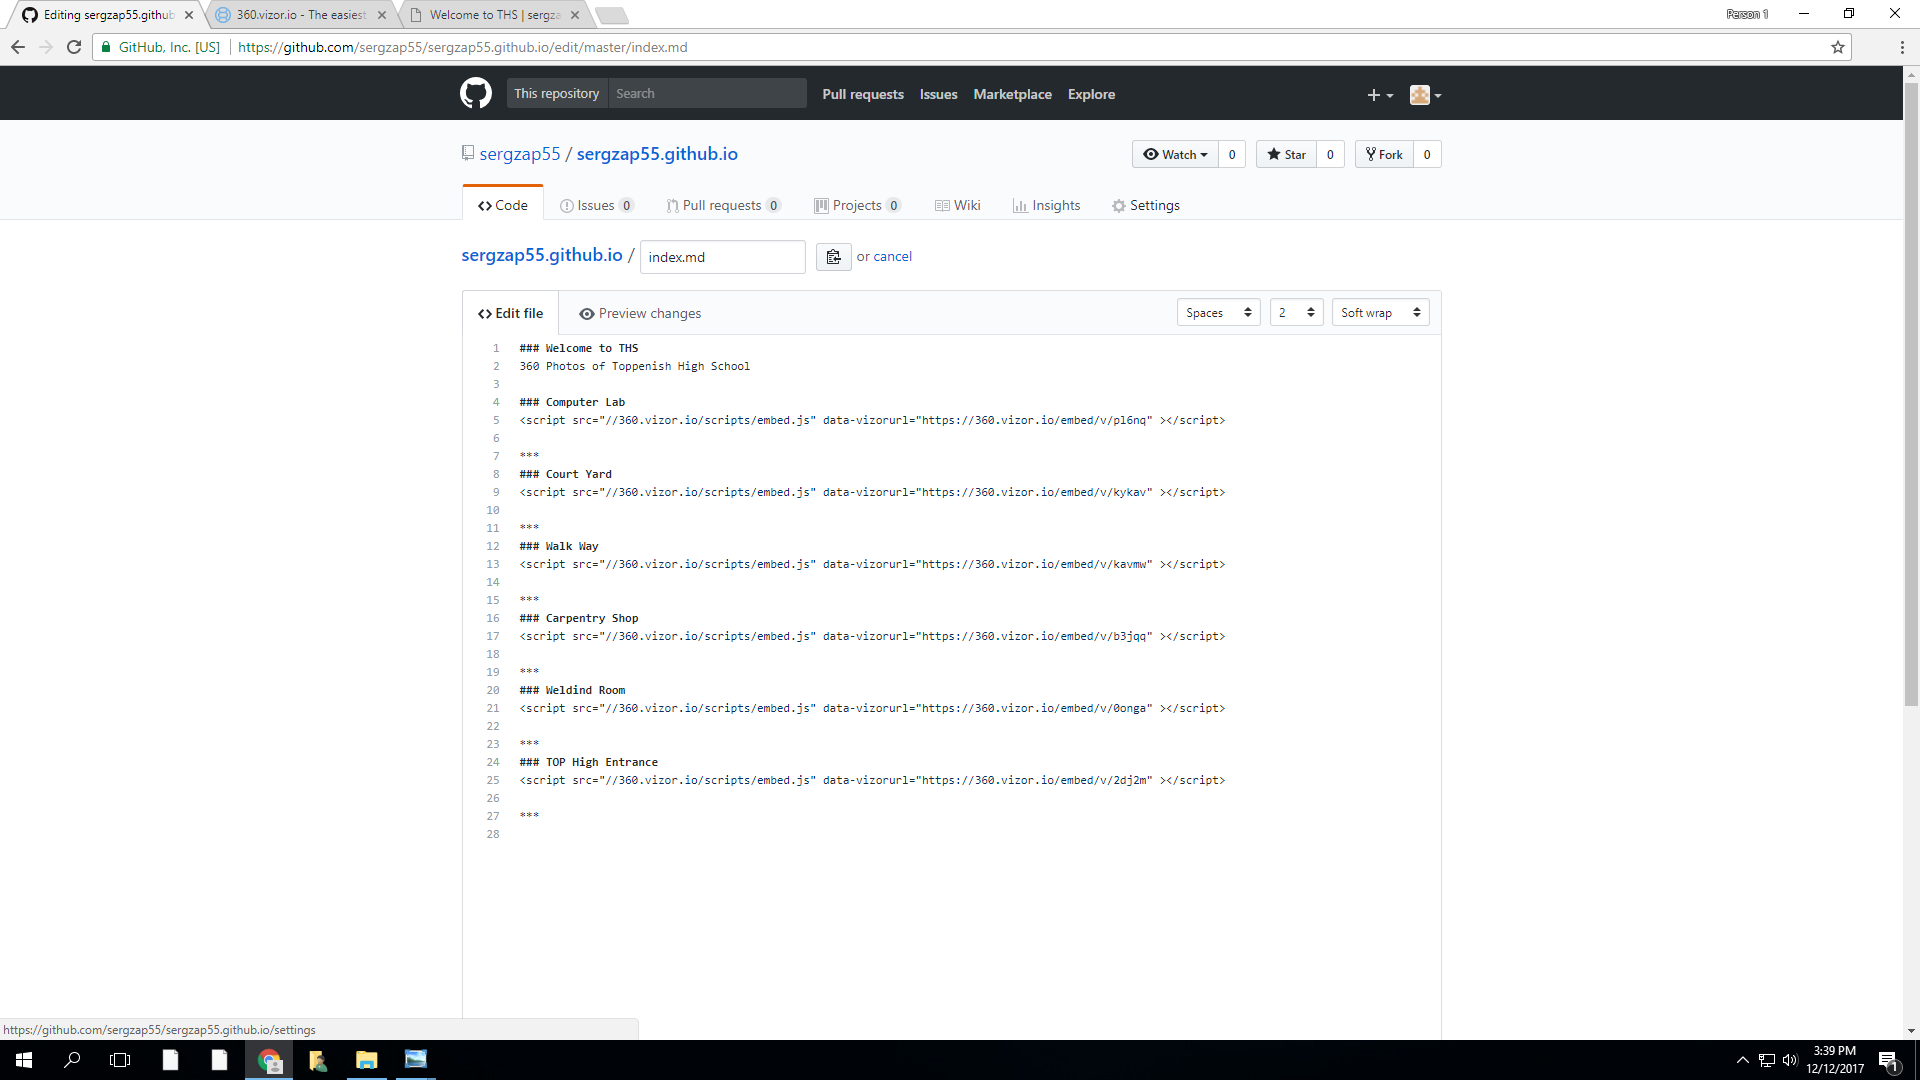 Editing sergzap55.github
360.vizor.io - The easiest
Welcome to THS | sergza
Person 1
GitHub, Inc. [US]
https://github.com/sergzap55/sergzap55.github.io/edit/master/index.md
This repository
Search
Pull requests
Issues
Marketplace
Explore
sergzap55 / sergzap55.github.io
Watch 0
Star 0
Fork 0
Code
Issues 0
Pull requests 0
Projects 0
Wiki
Insights
Settings
sergzap55.github.io / index.md or cancel
Edit file
Preview changes
Spaces
2
Soft wrap
1 ### Welcome to THS
2 360 Photos of Toppenish High School
3
4 ### Computer Lab
5 <script src="//360.vizor.io/scripts/embed.js" data-vizorurl="https://360.vizor.io/embed/v/pl6nq" ></script>
6
7 ***
8 ### Court Yard
9 <script src="//360.vizor.io/scripts/embed.js" data-vizorurl="https://360.vizor.io/embed/v/kykav" ></script>
10
11 ***
12 ### Walk Way
13 <script src="//360.vizor.io/scripts/embed.js" data-vizorurl="https://360.vizor.io/embed/v/kavmw" ></script>
14
15 ***
16 ### Carpentry Shop
17 <script src="//360.vizor.io/scripts/embed.js" data-vizorurl="https://360.vizor.io/embed/v/b3jqq" ></script>
18
19 ***
20 ### Weldind Room
21 <script src="//360.vizor.io/scripts/embed.js" data-vizorurl="https://360.vizor.io/embed/v/0onga" ></script>
22
23 ***
24 ### TOP High Entrance
25 <script src="//360.vizor.io/scripts/embed.js" data-vizorurl="https://360.vizor.io/embed/v/2dj2m" ></script>
26
27 ***
28
https://github.com/sergzap55/sergzap55.github.io/settings
3:39 PM
12/12/2017
1